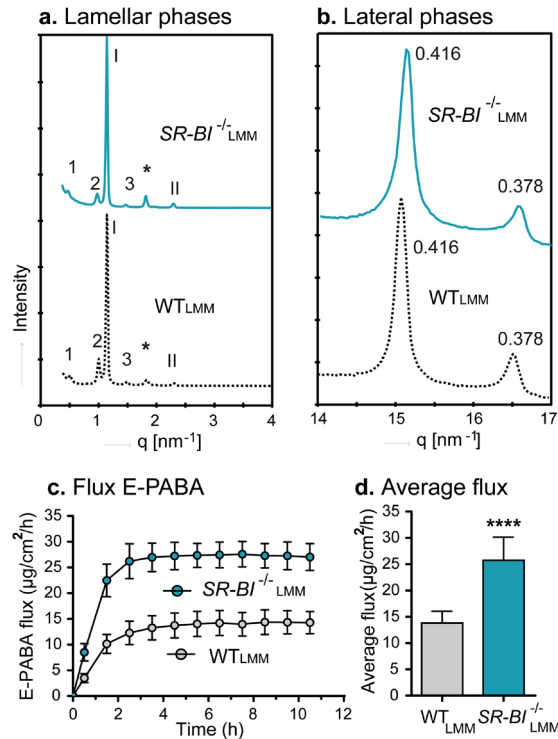 a. Lamellar phases
I
SR-BI -/- LMM
1
2
3
*
II
I
WTLMM
1
2
3
*
II
Intensity
0 1 2 3 4
q [nm-1]
b. Lateral phases
0.416
SR-BI -/- LMM
0.378
0.416
WTLMM
0.378
14 15 16 17
q [nm-1]
c. Flux E-PABA
E-PABA flux (µg/cm2/h)
35
30
25
20
15
10
5
0
SR-BI -/- LMM
WTLMM
0 2 4 6 8 10 12
Time (h)
d. Average flux
Average flux(µg/cm2/h)
35
30
25
20
15
10
5
0
****
WTLMM SR-BI -/- LMM